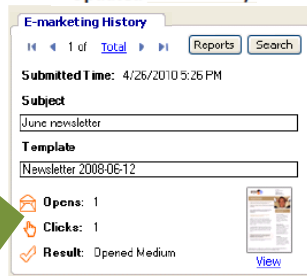 E-marketing History
1 of Total Reports Search
Submitted Time: 4/26/2010 5:26 PM
Subject
June newsletter
Template
Newsletter 2008-06-12
Opens: 1
Clicks: 1
Result: Opened Medium
View